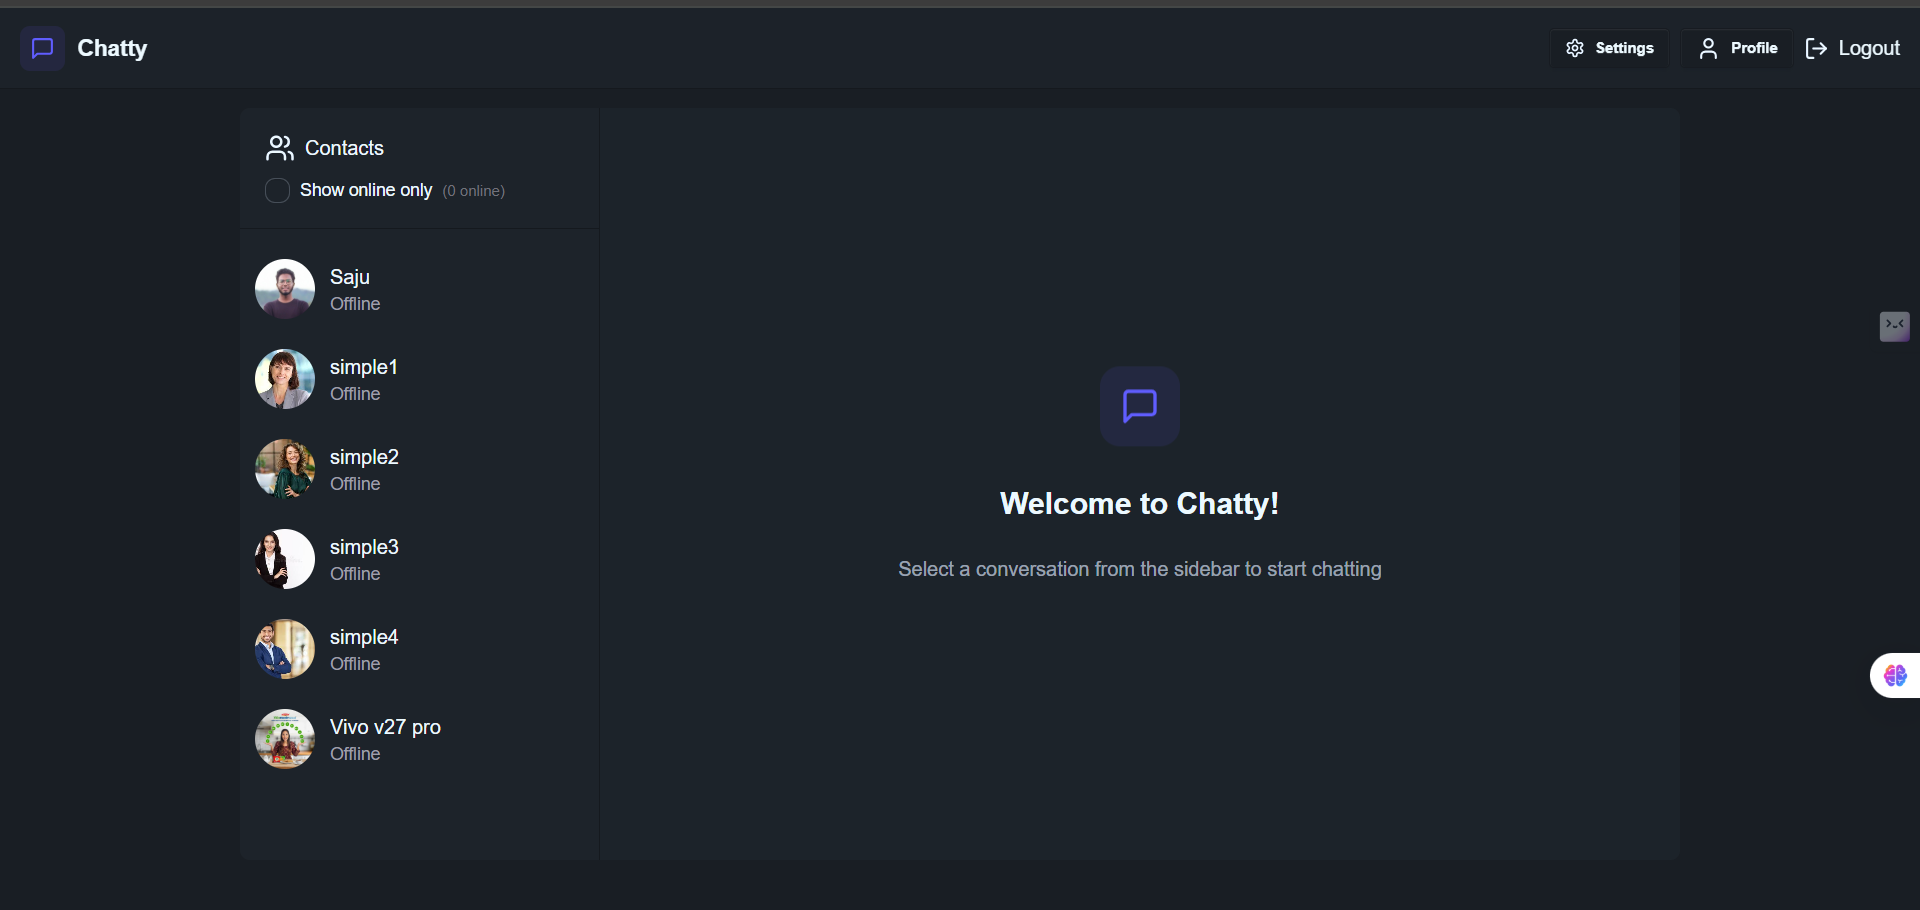 Chatty
Settings
Profile
Logout
Contacts
Show online only (0 online)
Saju
Offline
simple1
Offline
simple2
Offline
simple3
Offline
simple4
Offline
Vivo v27 pro
Offline
Welcome to Chatty!
Select a conversation from the sidebar to start chatting